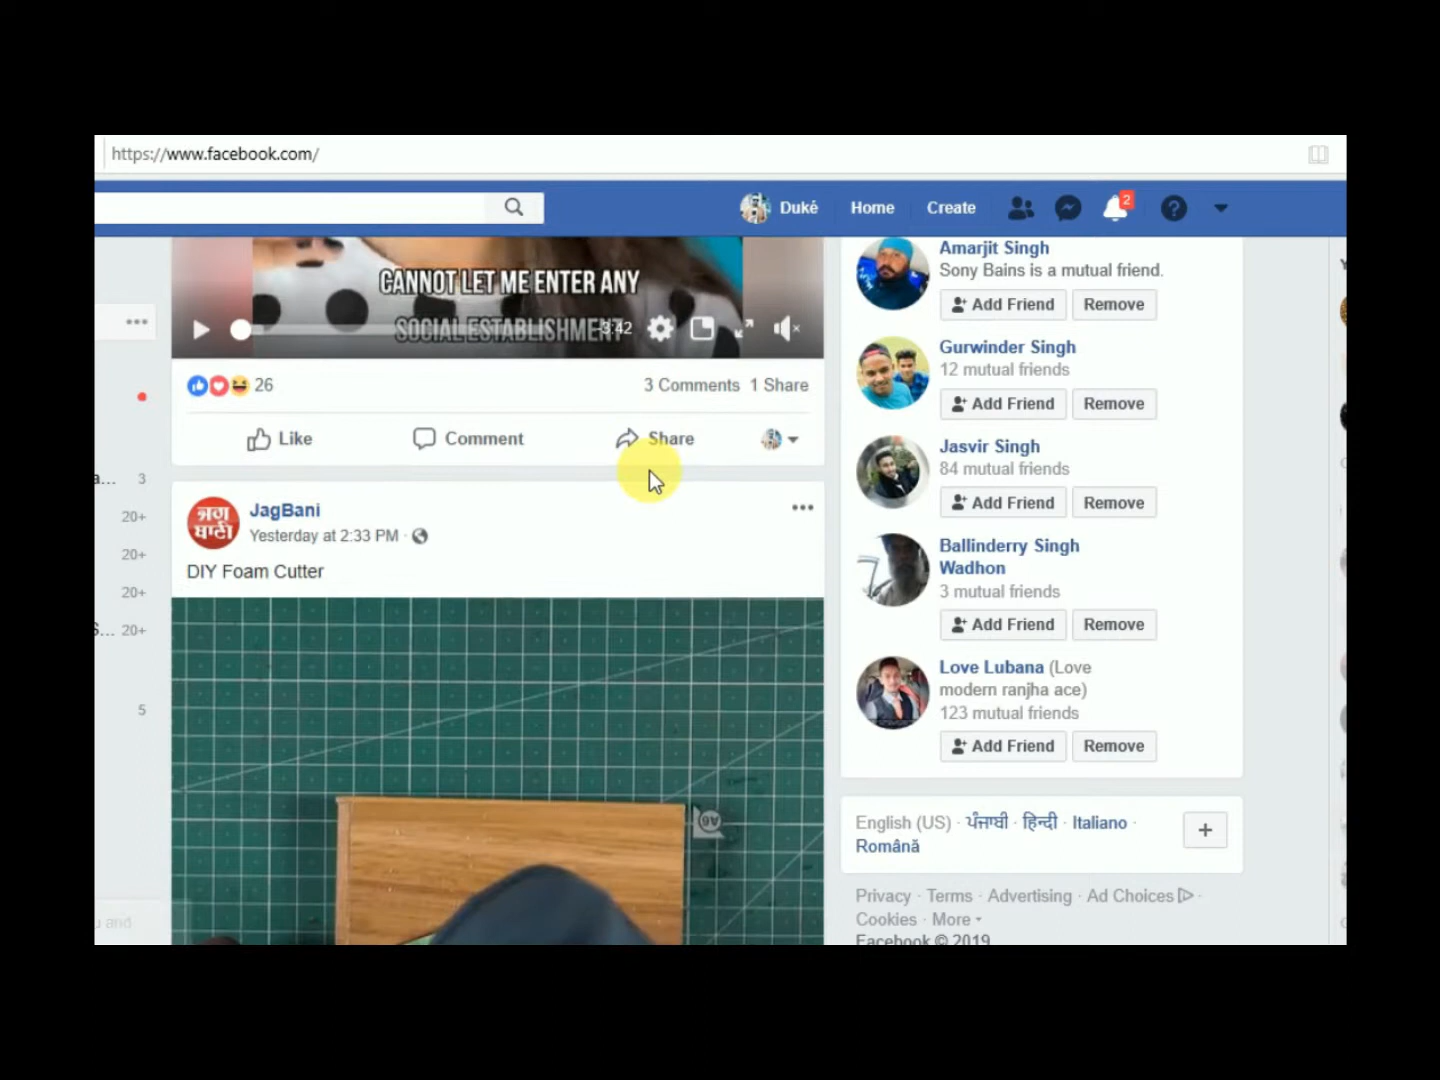 https://www.facebook.com/
Duké Home Create 2
CANNOT LET ME ENTER ANY
SOCIAL ESTABLISHMENT
3:42
26
3 Comments 1 Share
Like Comment Share
JagBani
Yesterday at 2:33 PM ·
DIY Foam Cutter
ਜਗ
ਬਾਣੀ
a... 3
20+
20+
20+
S... 20+
5
u and
Amarjit Singh
Sony Bains is a mutual friend.
Add Friend Remove
Gurwinder Singh
12 mutual friends
Add Friend Remove
Jasvir Singh
84 mutual friends
Add Friend Remove
Ballinderry Singh
Wadhon
3 mutual friends
Add Friend Remove
Love Lubana (Love
modern ranjha ace)
123 mutual friends
Add Friend Remove
English (US) · ਪੰਜਾਬੀ · हिन्दी · Italiano ·
Română
Privacy · Terms · Advertising · Ad Choices ·
Cookies · More
Facebook © 2019